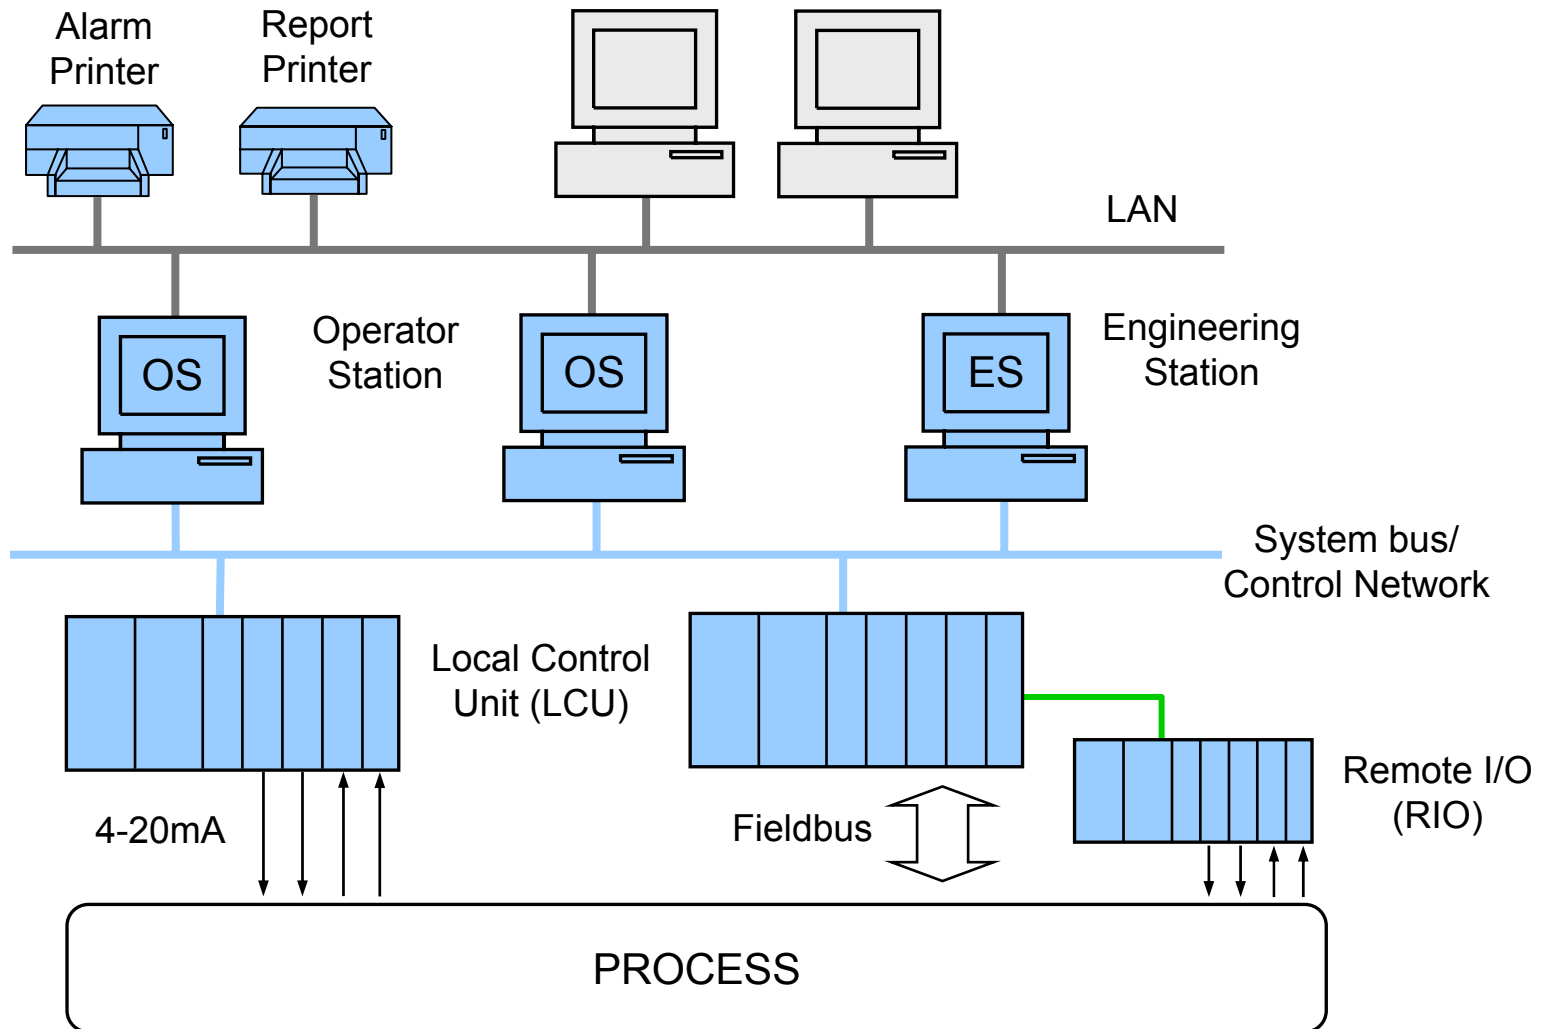 Alarm
Printer
Report
Printer
LAN
OS
Operator
Station
OS
ES
Engineering
Station
System bus/
Control Network
Local Control
Unit (LCU)
4-20mA
Fieldbus
Remote I/O
(RIO)
PROCESS